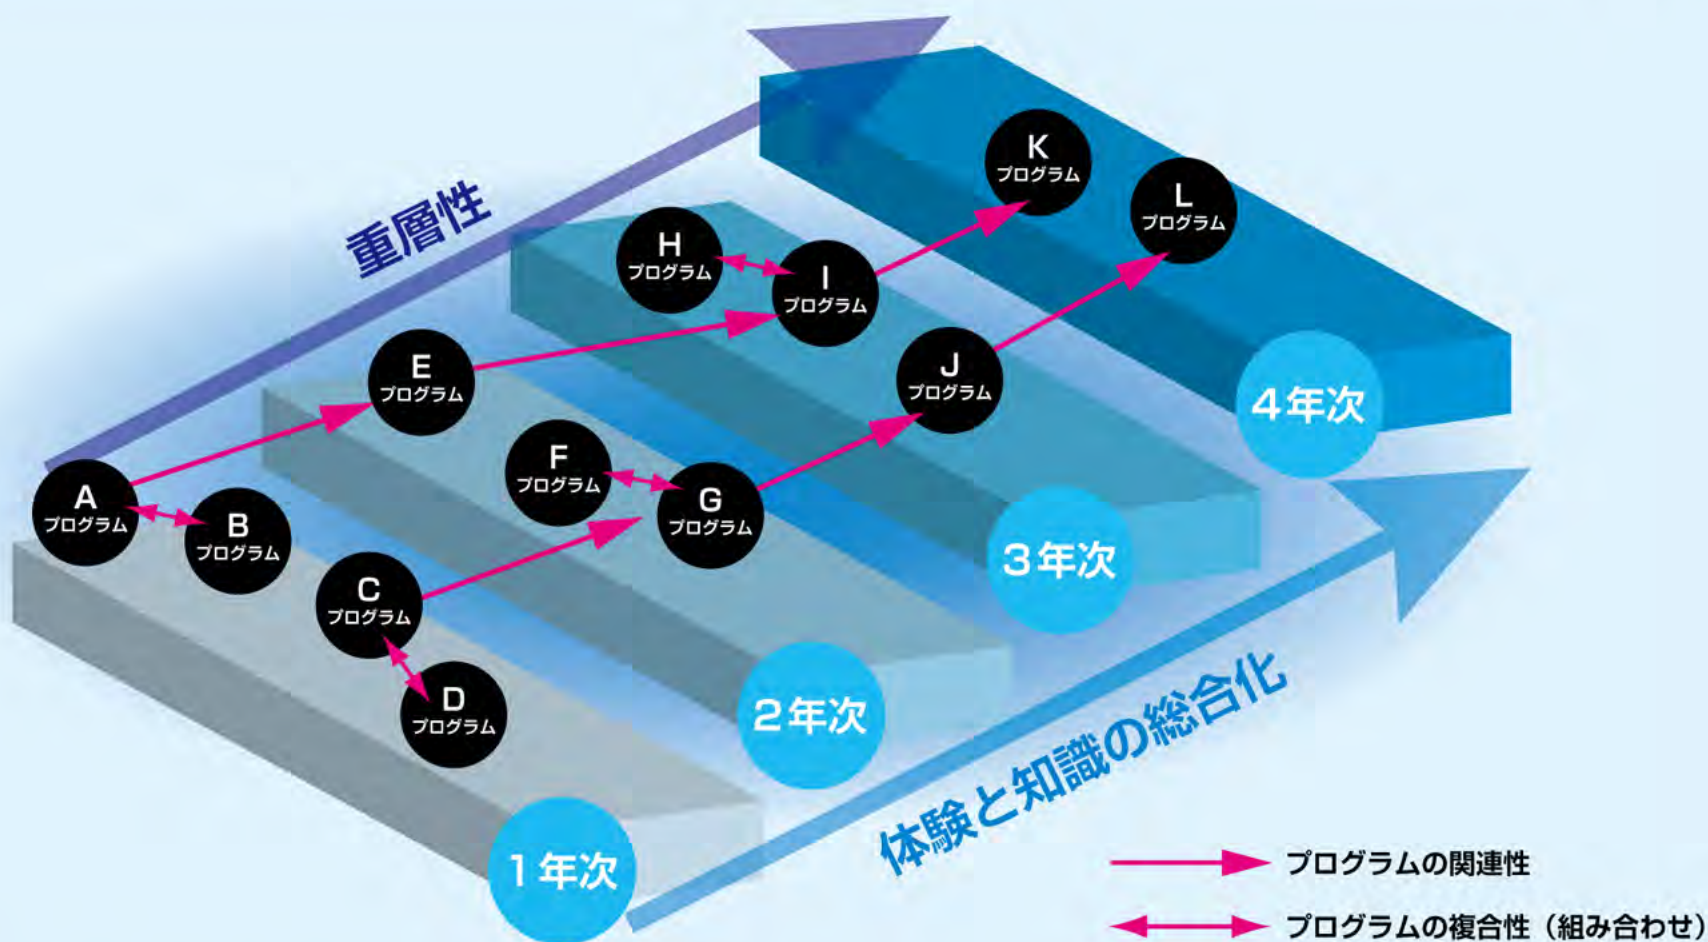 重層性
K
プログラム
L
プログラム
H
プログラム
I
プログラム
E
プログラム
J
プログラム
4年次
F
プログラム
G
プログラム
A
プログラム
B
プログラム
C
プログラム
D
プログラム
3年次
2年次
1年次
体験と知識の総合化
プログラムの関連性
プログラムの複合性（組み合わせ）